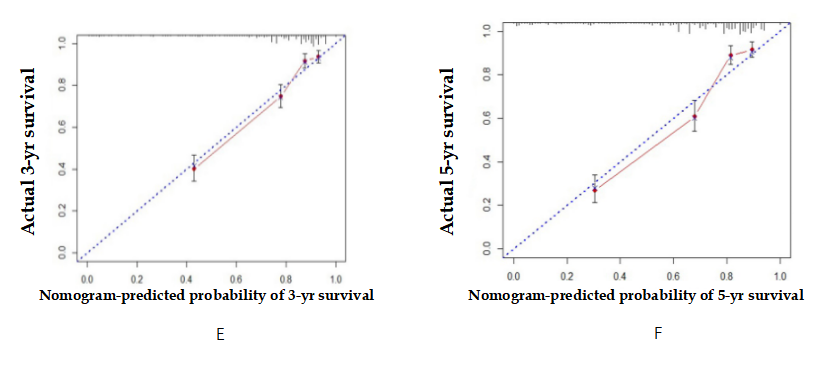 Actual 3-yr survival
1.0
0.8
0.6
0.4
0.2
0.0
0.0 0.2 0.4 0.6 0.8 1.0
Nomogram-predicted probability of 3-yr survival
E
Actual 5-yr survival
1.0
0.8
0.6
0.4
0.2
0.0
0.0 0.2 0.4 0.6 0.8 1.0
Nomogram-predicted probability of 5-yr survival
F